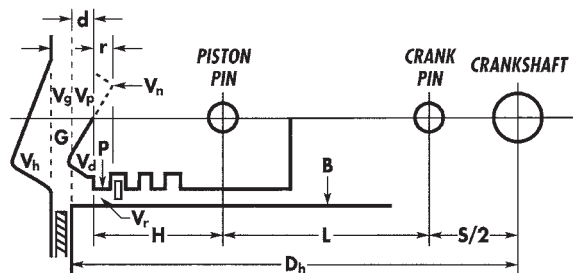 d
r
PISTON
PIN
CRANK
PIN
CRANKSHAFT
Vg
Vp
Vn
G
Vh
Vd
P
B
Vr
H
L
S/2
Dh